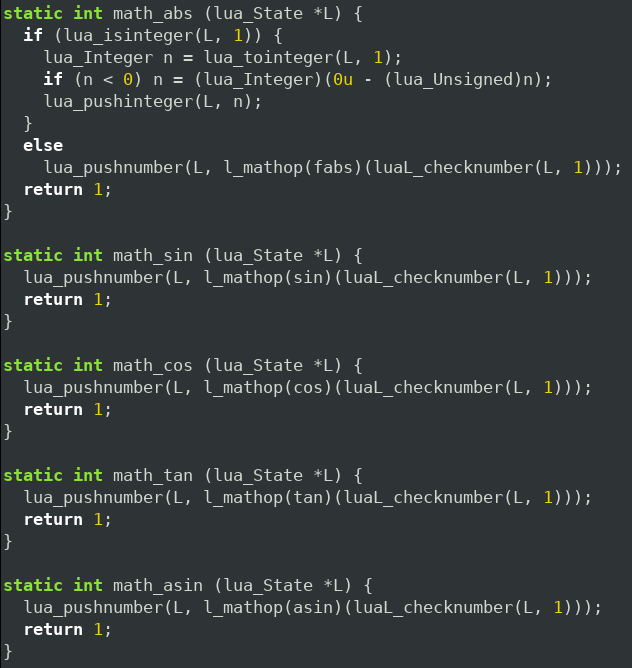 static int math_abs (lua_State *L) {
  if (lua_isinteger(L, 1)) {
    lua_Integer n = lua_tointeger(L, 1);
    if (n < 0) n = (lua_Integer)(0u - (lua_Unsigned)n);
    lua_pushinteger(L, n);
  }
  else
    lua_pushnumber(L, l_mathop(fabs)(luaL_checknumber(L, 1)));
  return 1;
}

static int math_sin (lua_State *L) {
  lua_pushnumber(L, l_mathop(sin)(luaL_checknumber(L, 1)));
  return 1;
}

static int math_cos (lua_State *L) {
  lua_pushnumber(L, l_mathop(cos)(luaL_checknumber(L, 1)));
  return 1;
}

static int math_tan (lua_State *L) {
  lua_pushnumber(L, l_mathop(tan)(luaL_checknumber(L, 1)));
  return 1;
}

static int math_asin (lua_State *L) {
  lua_pushnumber(L, l_mathop(asin)(luaL_checknumber(L, 1)));
  return 1;
}